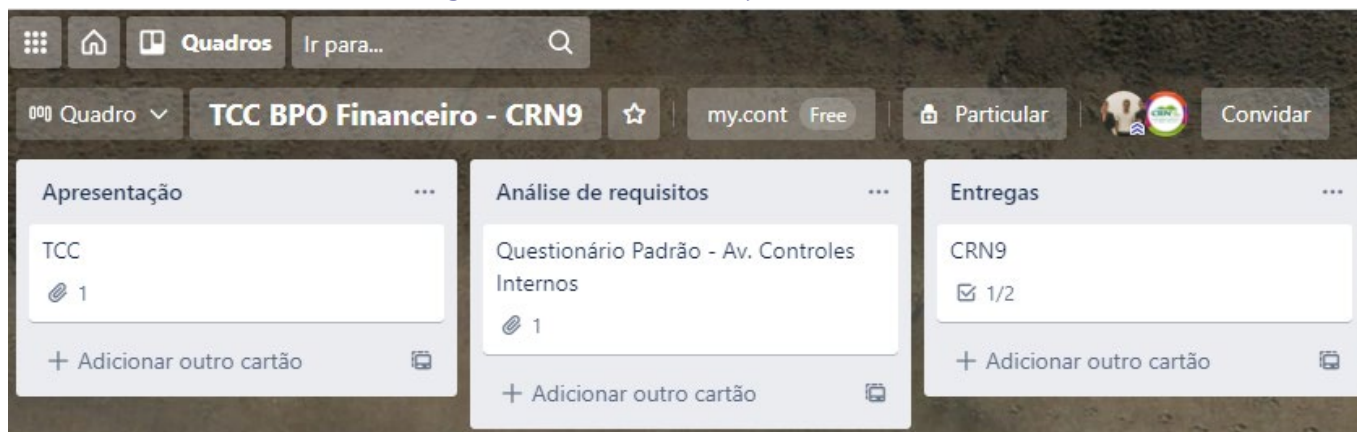 Quadros
Ir para...
Quadro
TCC BPO Financeiro - CRN9
my.cont
Free
Particular
CRN9
Convidar
Apresentação
TCC
1
+ Adicionar outro cartão
Análise de requisitos
Questionário Padrão - Av. Controles
Internos
1
+ Adicionar outro cartão
Entregas
CRN9
1/2
+ Adicionar outro cartão